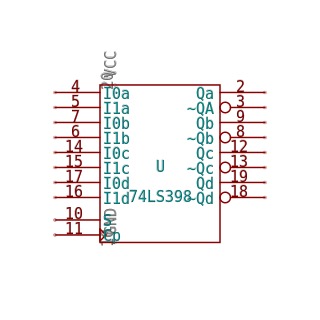 VCC
20
4 I0a Qa 2
5 I1a ~QA 3
7 I0b Qb 9
6 I1b ~Qb 8
14 I0c Qc 12
15 I1c U ~Qc 13
17 I0d Qd 19
16 I1d 74LS398 ~Qd 18
GND
10
11 Cp